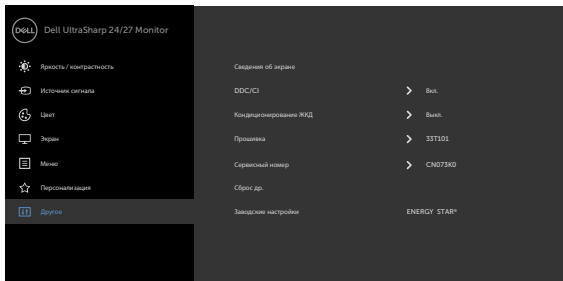 DELL Dell UltraSharp 24/27 Monitor
Яркость / контрастность
Сведения об экране
Источник сигнала
DDC/CI
Вкл.
Цвет
Кондиционирование ЖКД
Выкл.
Экран
Прошивка
33T101
Меню
Сервисный номер
CN073K0
Персонализация
Сброс др.
Другое
Заводские настройки
ENERGY STAR®